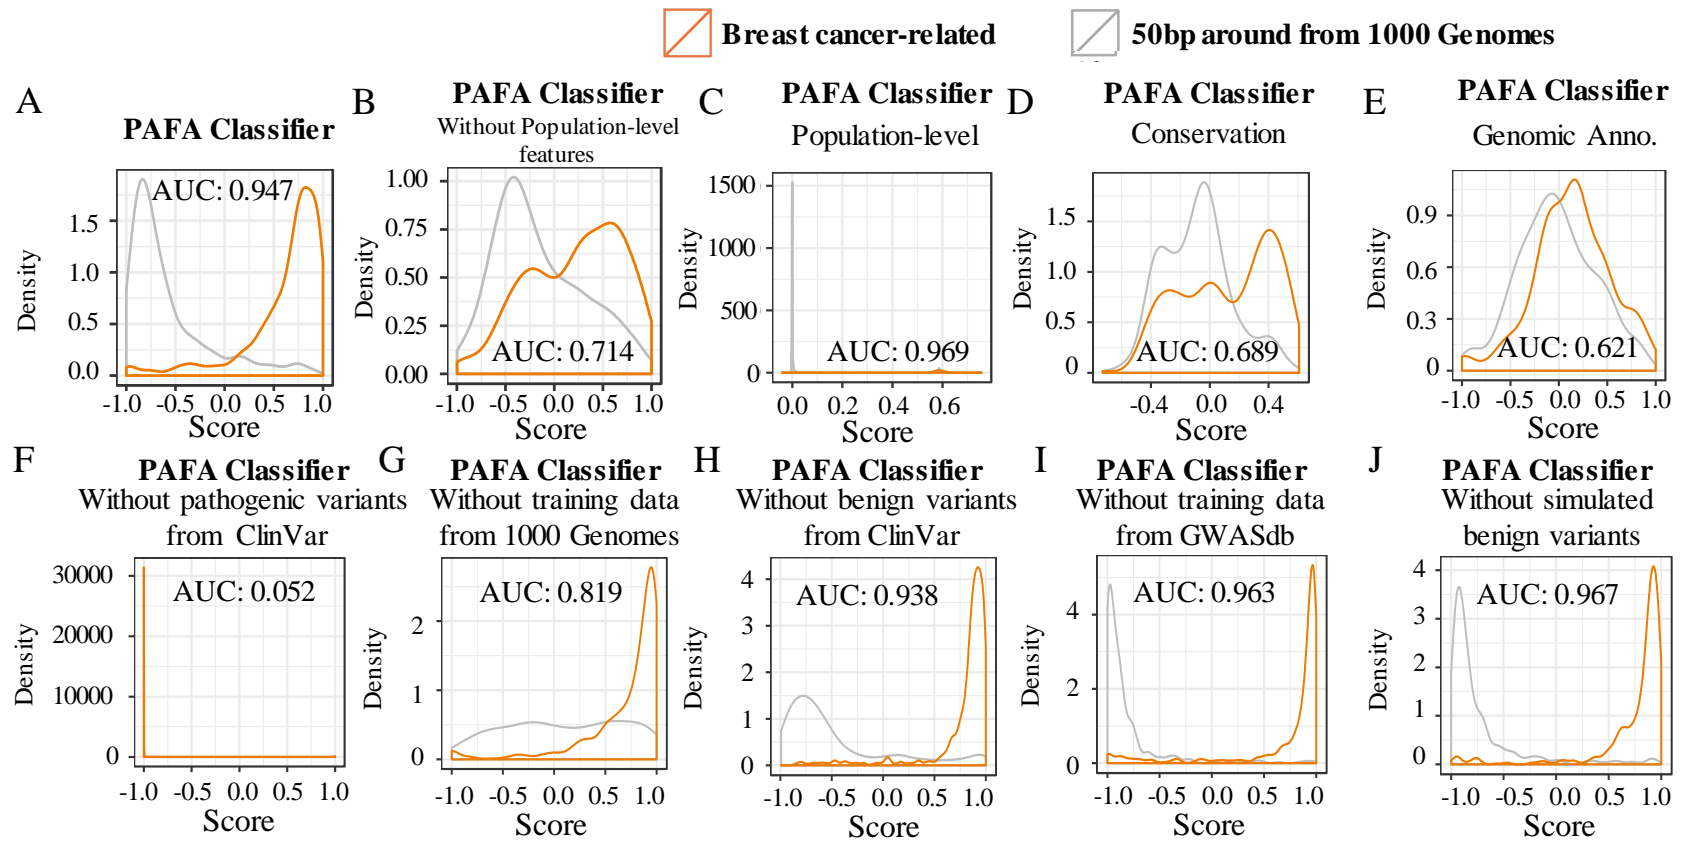 Breast cancer-related
50bp around from 1000 Genomes
A
PAFA Classifier
AUC: 0.947
Density
1.5
1.0
0.5
0.0
-1.0 -0.5 0.0 0.5 1.0
Score
B
PAFA Classifier
Without Population-level
features
AUC: 0.714
Density
1.00
0.75
0.50
0.25
0.00
-1.0 -0.5 0.0 0.5 1.0
Score
C
PAFA Classifier
Population-level
AUC: 0.969
Density
1500
1000
500
0
0.0 0.2 0.4 0.6
Score
D
PAFA Classifier
Conservation
AUC: 0.689
Density
1.5
1.0
0.5
0
-0.4 0.0 0.4
Score
E
PAFA Classifier
Genomic Anno.
AUC: 0.621
Density
0.9
0.6
0.3
0
-1.0 -0.5 0.0 0.5 1.0
Score
F
PAFA Classifier
Without pathogenic variants
from ClinVar
AUC: 0.052
Density
30000
20000
10000
0
-1.0 -0.5 0.0 0.5 1.0
Score
G
PAFA Classifier
Without training data
from 1000 Genomes
AUC: 0.819
Density
2
1
0
-1.0 -0.5 0.0 0.5 1.0
Score
H
PAFA Classifier
Without benign variants
from ClinVar
AUC: 0.938
Density
4
3
2
1
0
-1.0 -0.5 0.0 0.5 1.0
Score
I
PAFA Classifier
Without training data
from GWASdb
AUC: 0.963
Density
4
2
0
-1.0 -0.5 0.0 0.5 1.0
Score
J
PAFA Classifier
Without simulated
benign variants
AUC: 0.967
Density
4
3
2
1
0
-1.0 -0.5 0.0 0.5 1.0
Score